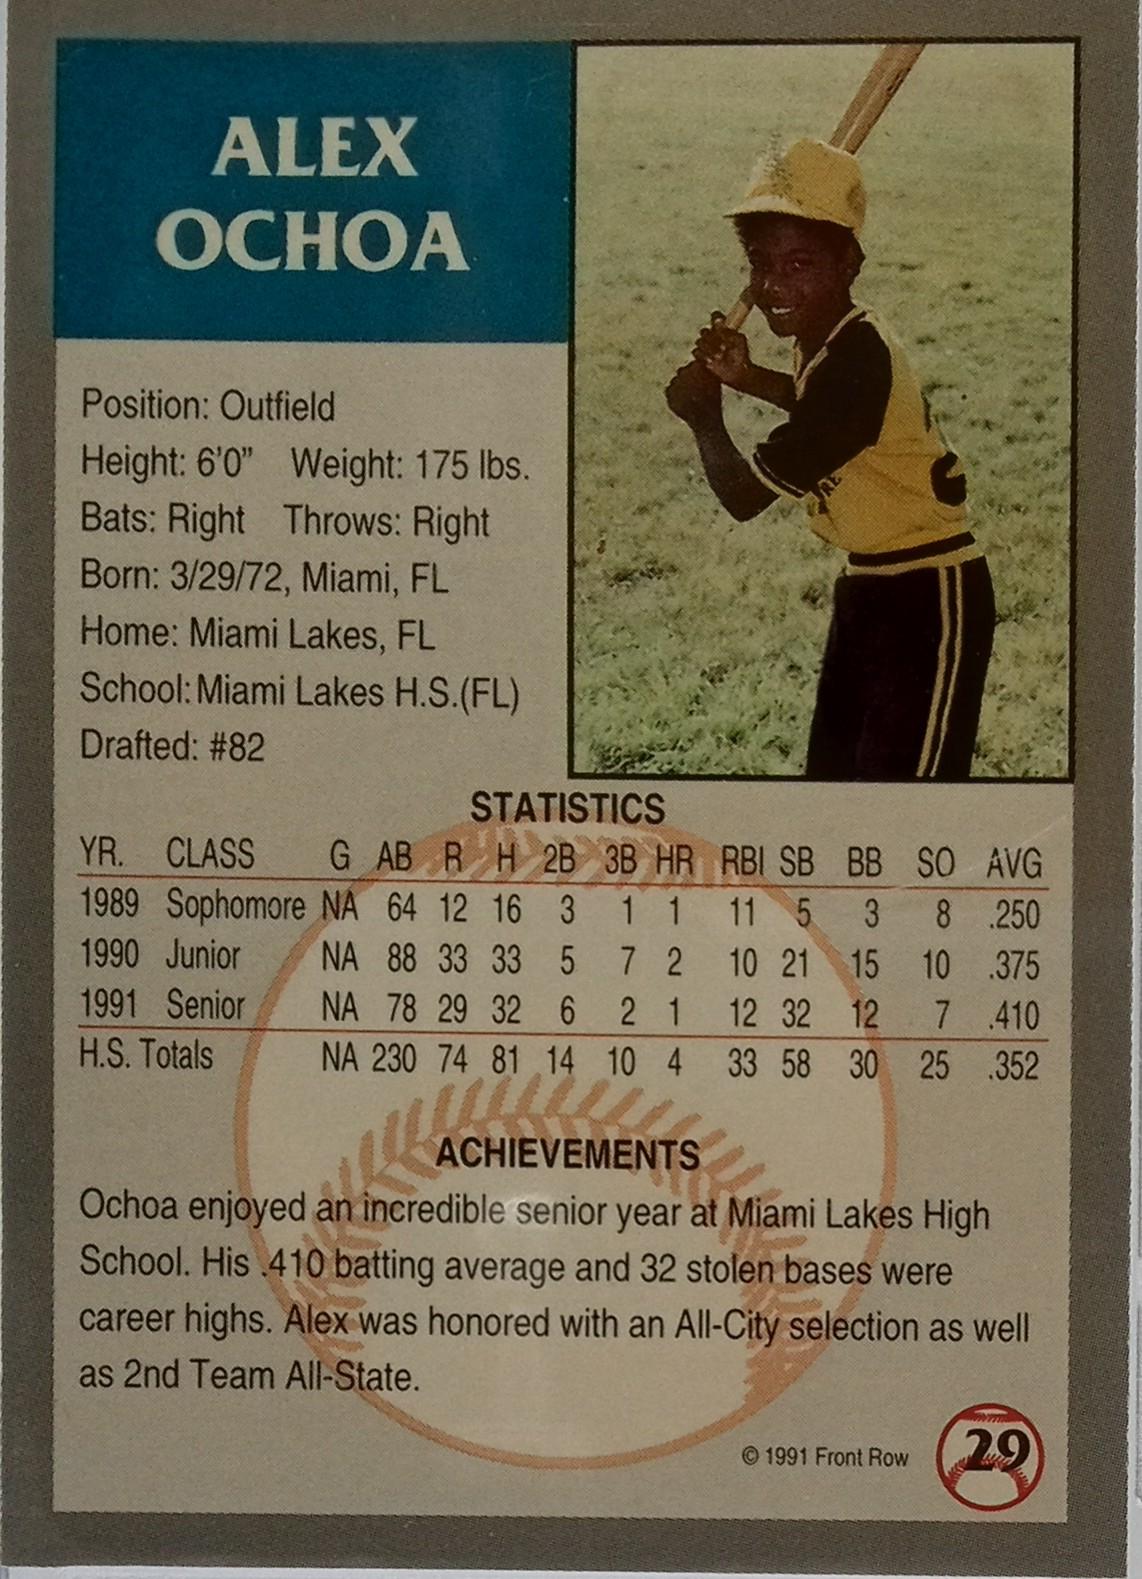 ALEX
OCHOA
Position: Outfield
Height: 6'0" Weight: 175 lbs.
Bats: Right Throws: Right
Born: 3/29/72, Miami, FL
Home: Miami Lakes, FL
School: Miami Lakes H.S.(FL)
Drafted: #82
STATISTICS
YR. CLASS G AB R H 2B 3B HR RBI SB BB SO AVG
1989 Sophomore NA 64 12 16 3 1 1 11 5 3 8 .250
1990 Junior NA 88 33 33 5 7 2 10 21 15 10 .375
1991 Senior NA 78 29 32 6 2 1 12 32 12 7 .410
H.S. Totals NA 230 74 81 14 10 4 33 58 30 25 .352
ACHIEVEMENTS
Ochoa enjoyed an incredible senior year at Miami Lakes High
School. His .410 batting average and 32 stolen bases were
career highs. Alex was honored with an All-City selection as well
as 2nd Team All-State.
© 1991 Front Row
29